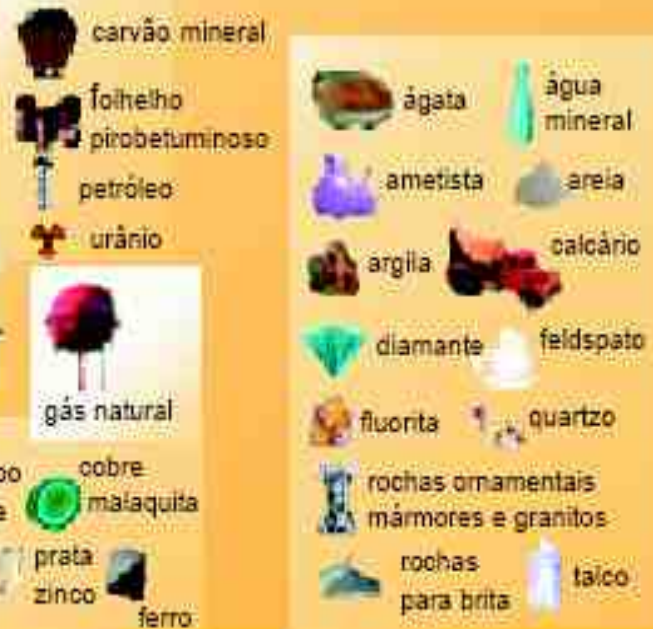 carvão mineral
folhelho
pirobetuminoso
petróleo
urânio
gás natural
cobre
malaquita
prata
zinco
ferro
ágata
água
mineral
ametista
areia
argila
calcário
diamante
feldspato
fluorita
quartzo
rochas ornamentais
mármores e granitos
rochas
para brita
talco